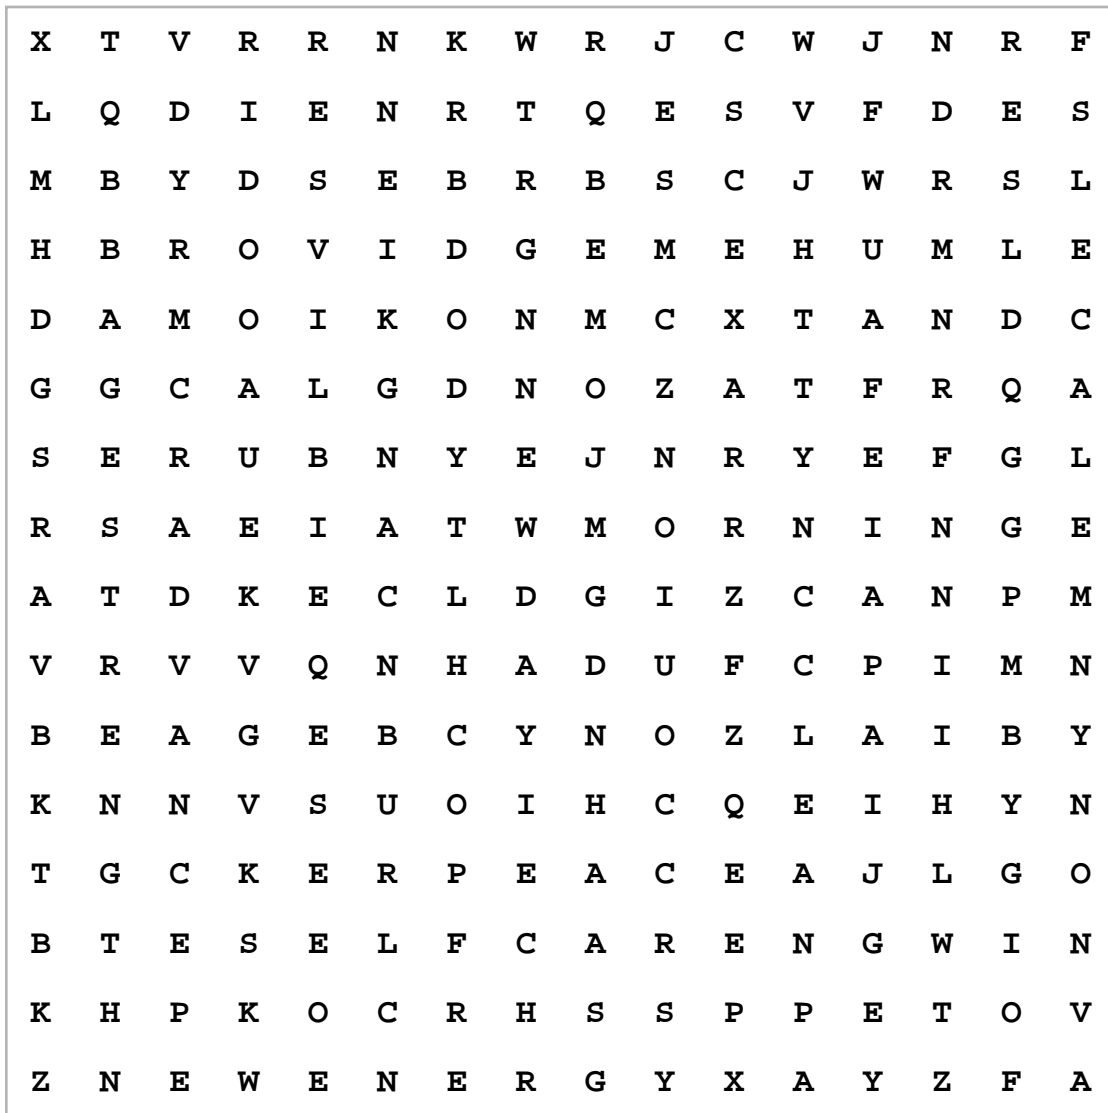 X T V R R N K W R J C W J N R F
L Q D I E N R T Q E S V F D E S
M B Y D S E B R B S C J W R S L
H B R O V I D G E M E H U M L E
D A M O I K O N M C X T A N D C
G G C A L G D N O Z A T F R Q A
S E R U B N Y E J N R Y E F G L
R S A E I A T W M O R N I N G E
A T D K E C L D G I Z C A N P M
V R V V Q N H A D U F C P I M N
B E A G E B C Y N O Z L A I B Y
K N N V S U O I H C Q E I H Y N
T G C K E R P E A C E A J L G O
B T E S E L F C A R E N G W I N
K H P K O C R H S S P P E T O V
Z N E W E N E R G Y X A Y Z F A